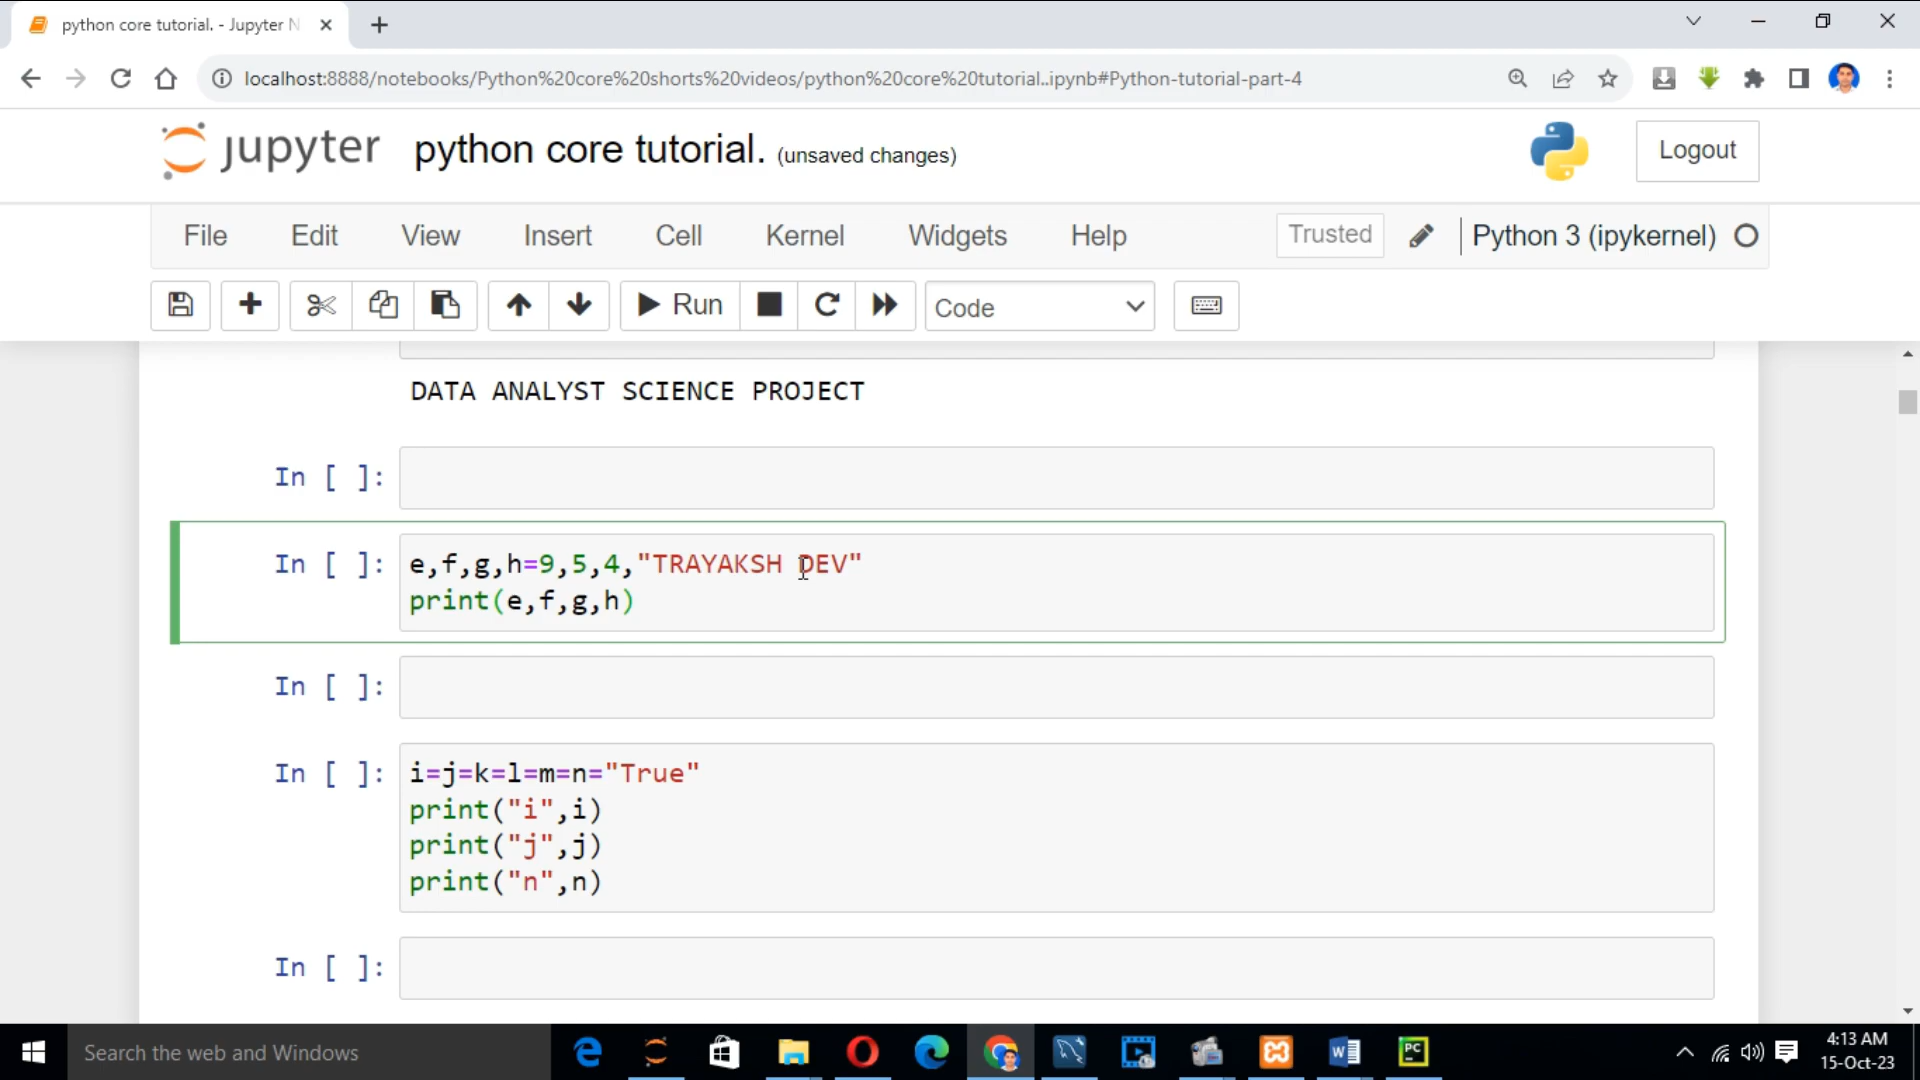 python core tutorial. - Jupyter N
localhost:8888/notebooks/Python%20core%20shorts%20videos/python%20core%20tutorial..ipynb#Python-tutorial-part-4
jupyter python core tutorial. (unsaved changes) Logout
File Edit View Insert Cell Kernel Widgets Help Trusted Python 3 (ipykernel)
Run Code
DATA ANALYST SCIENCE PROJECT
In [ ]:
In [ ]: e,f,g,h=9,5,4,"TRAYAKSH DEV"
print(e,f,g,h)
In [ ]:
In [ ]: i=j=k=l=m=n="True"
print("i",i)
print("j",j)
print("n",n)
In [ ]:
Search the web and Windows
PC
4:13 AM
15-Oct-23